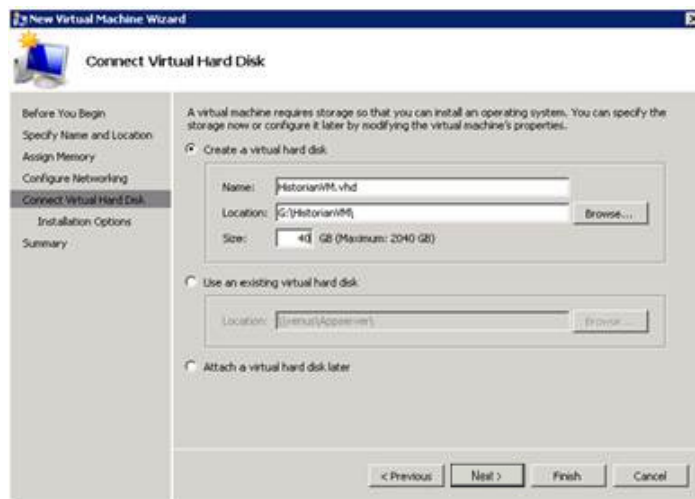 New Virtual Machine Wizard
Connect Virtual Hard Disk
Before You Begin
Specify Name and Location
Assign Memory
Configure Networking
Connect Virtual Hard Disk
Installation Options
Summary
A virtual machine requires storage so that you can install an operating system. You can specify the
storage now or configure it later by modifying the virtual machine's properties.
Create a virtual hard disk
Name: HistorianVM.vhd
Location: G:\HistorianVM\ Browse...
Size: 40 GB (Maximum: 2040 GB)
Use an existing virtual hard disk
Location: \\venus\Appserver\ Browse...
Attach a virtual hard disk later
< Previous Next > Finish Cancel